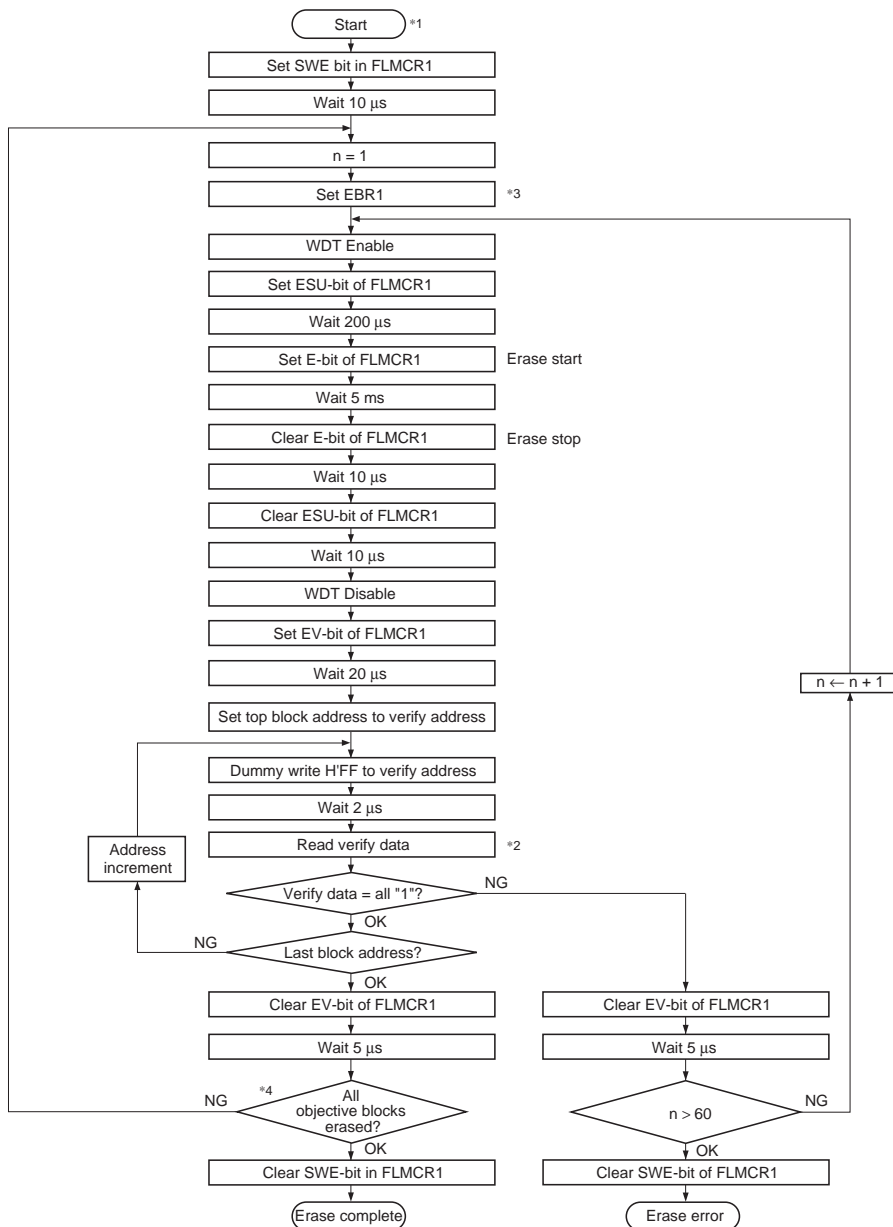 Start *1
Set SWE bit in FLMCR1
Wait 10 μs
n = 1
Set EBR1 *3
WDT Enable
Set ESU-bit of FLMCR1
Wait 200 μs
Set E-bit of FLMCR1 Erase start
Wait 5 ms
Clear E-bit of FLMCR1 Erase stop
Wait 10 μs
Clear ESU-bit of FLMCR1
Wait 10 μs
WDT Disable
Set EV-bit of FLMCR1
Wait 20 μs
n ← n + 1
Set top block address to verify address
Dummy write H'FF to verify address
Wait 2 μs
Read verify data *2
Address
increment
Verify data = all "1"? NG
OK
NG Last block address?
OK
Clear EV-bit of FLMCR1
Wait 5 μs
NG *4
All
objective blocks
erased?
OK
Clear SWE-bit in FLMCR1
Erase complete
Clear EV-bit of FLMCR1
Wait 5 μs
n > 60 NG
OK
Clear SWE-bit of FLMCR1
Erase error